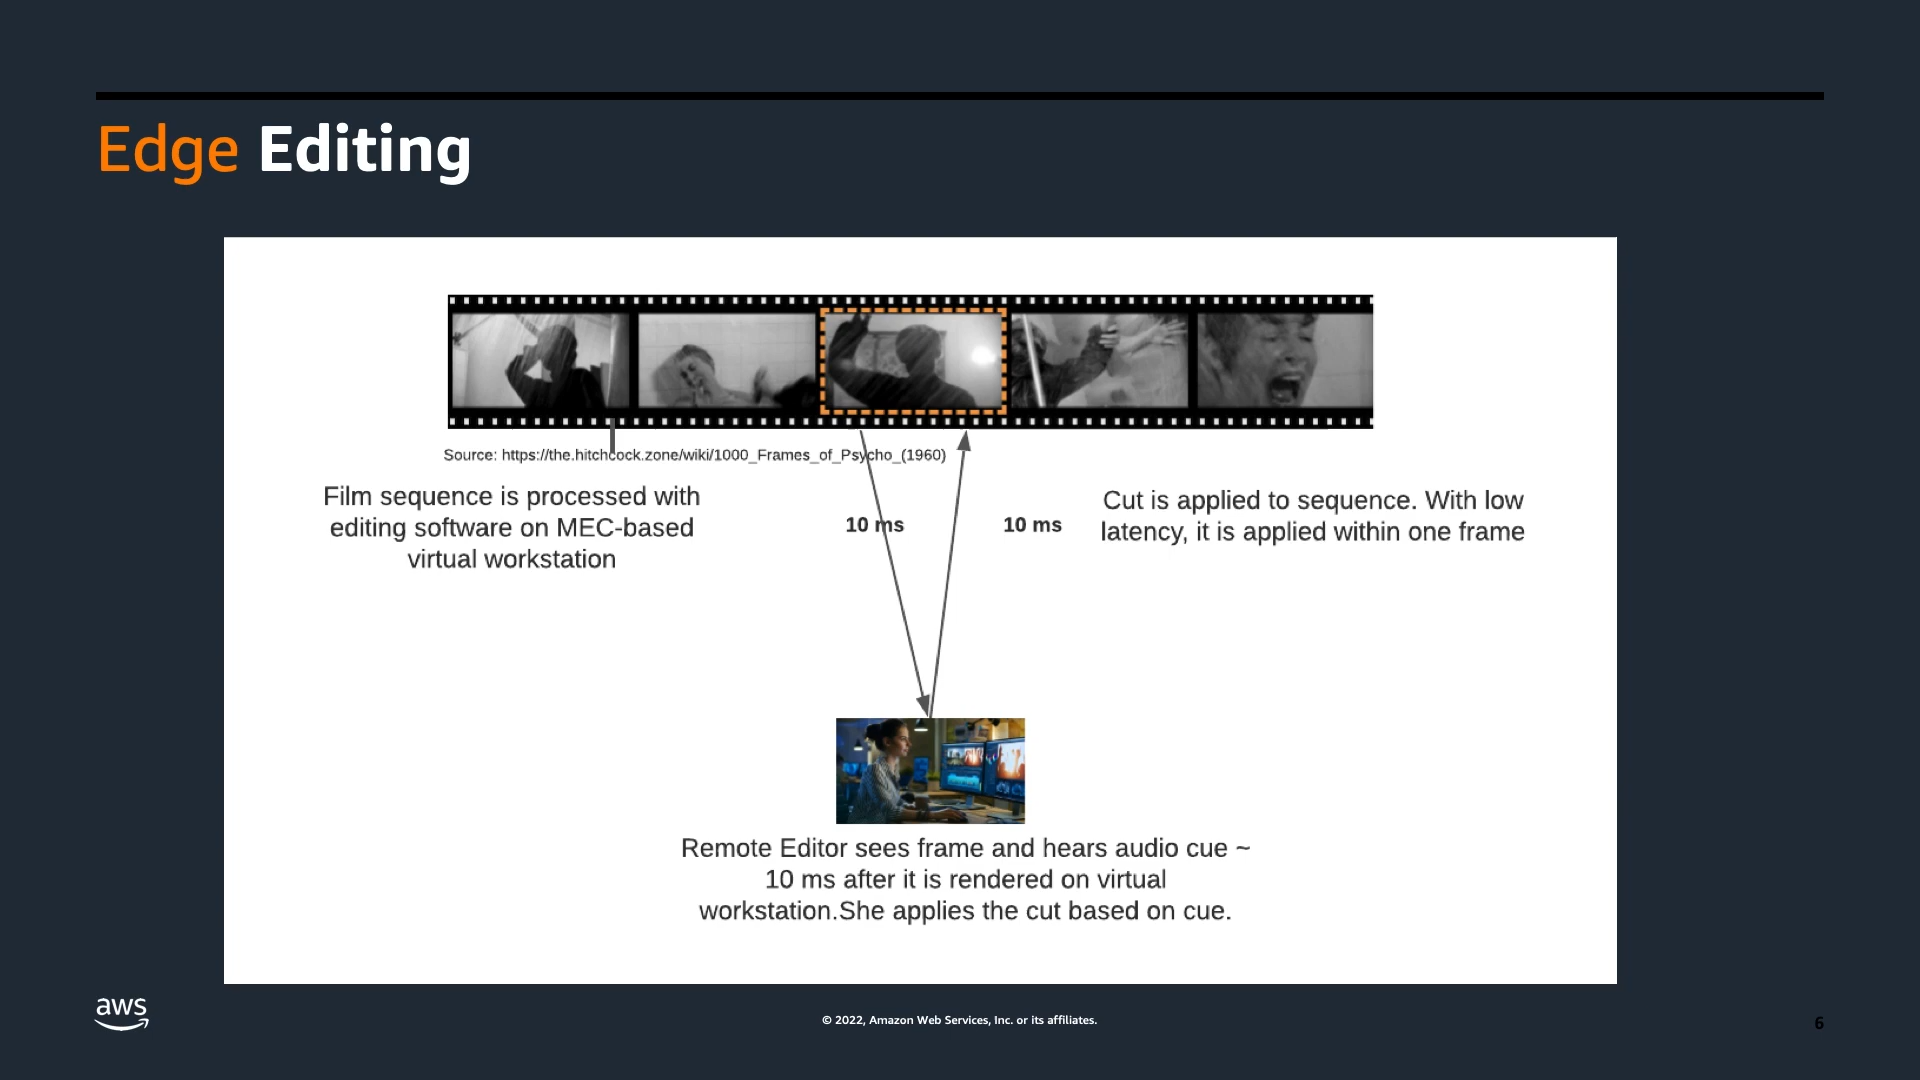 Edge Editing
Source: https://the.hitchcock.zone/wiki/1000_Frames_of_Psycho_(1960)
Film sequence is processed with
editing software on MEC-based
virtual workstation
10 ms
10 ms
Cut is applied to sequence. With low
latency, it is applied within one frame
Remote Editor sees frame and hears audio cue ~
10 ms after it is rendered on virtual
workstation.She applies the cut based on cue.
aws
© 2022, Amazon Web Services, Inc. or its affiliates.
6